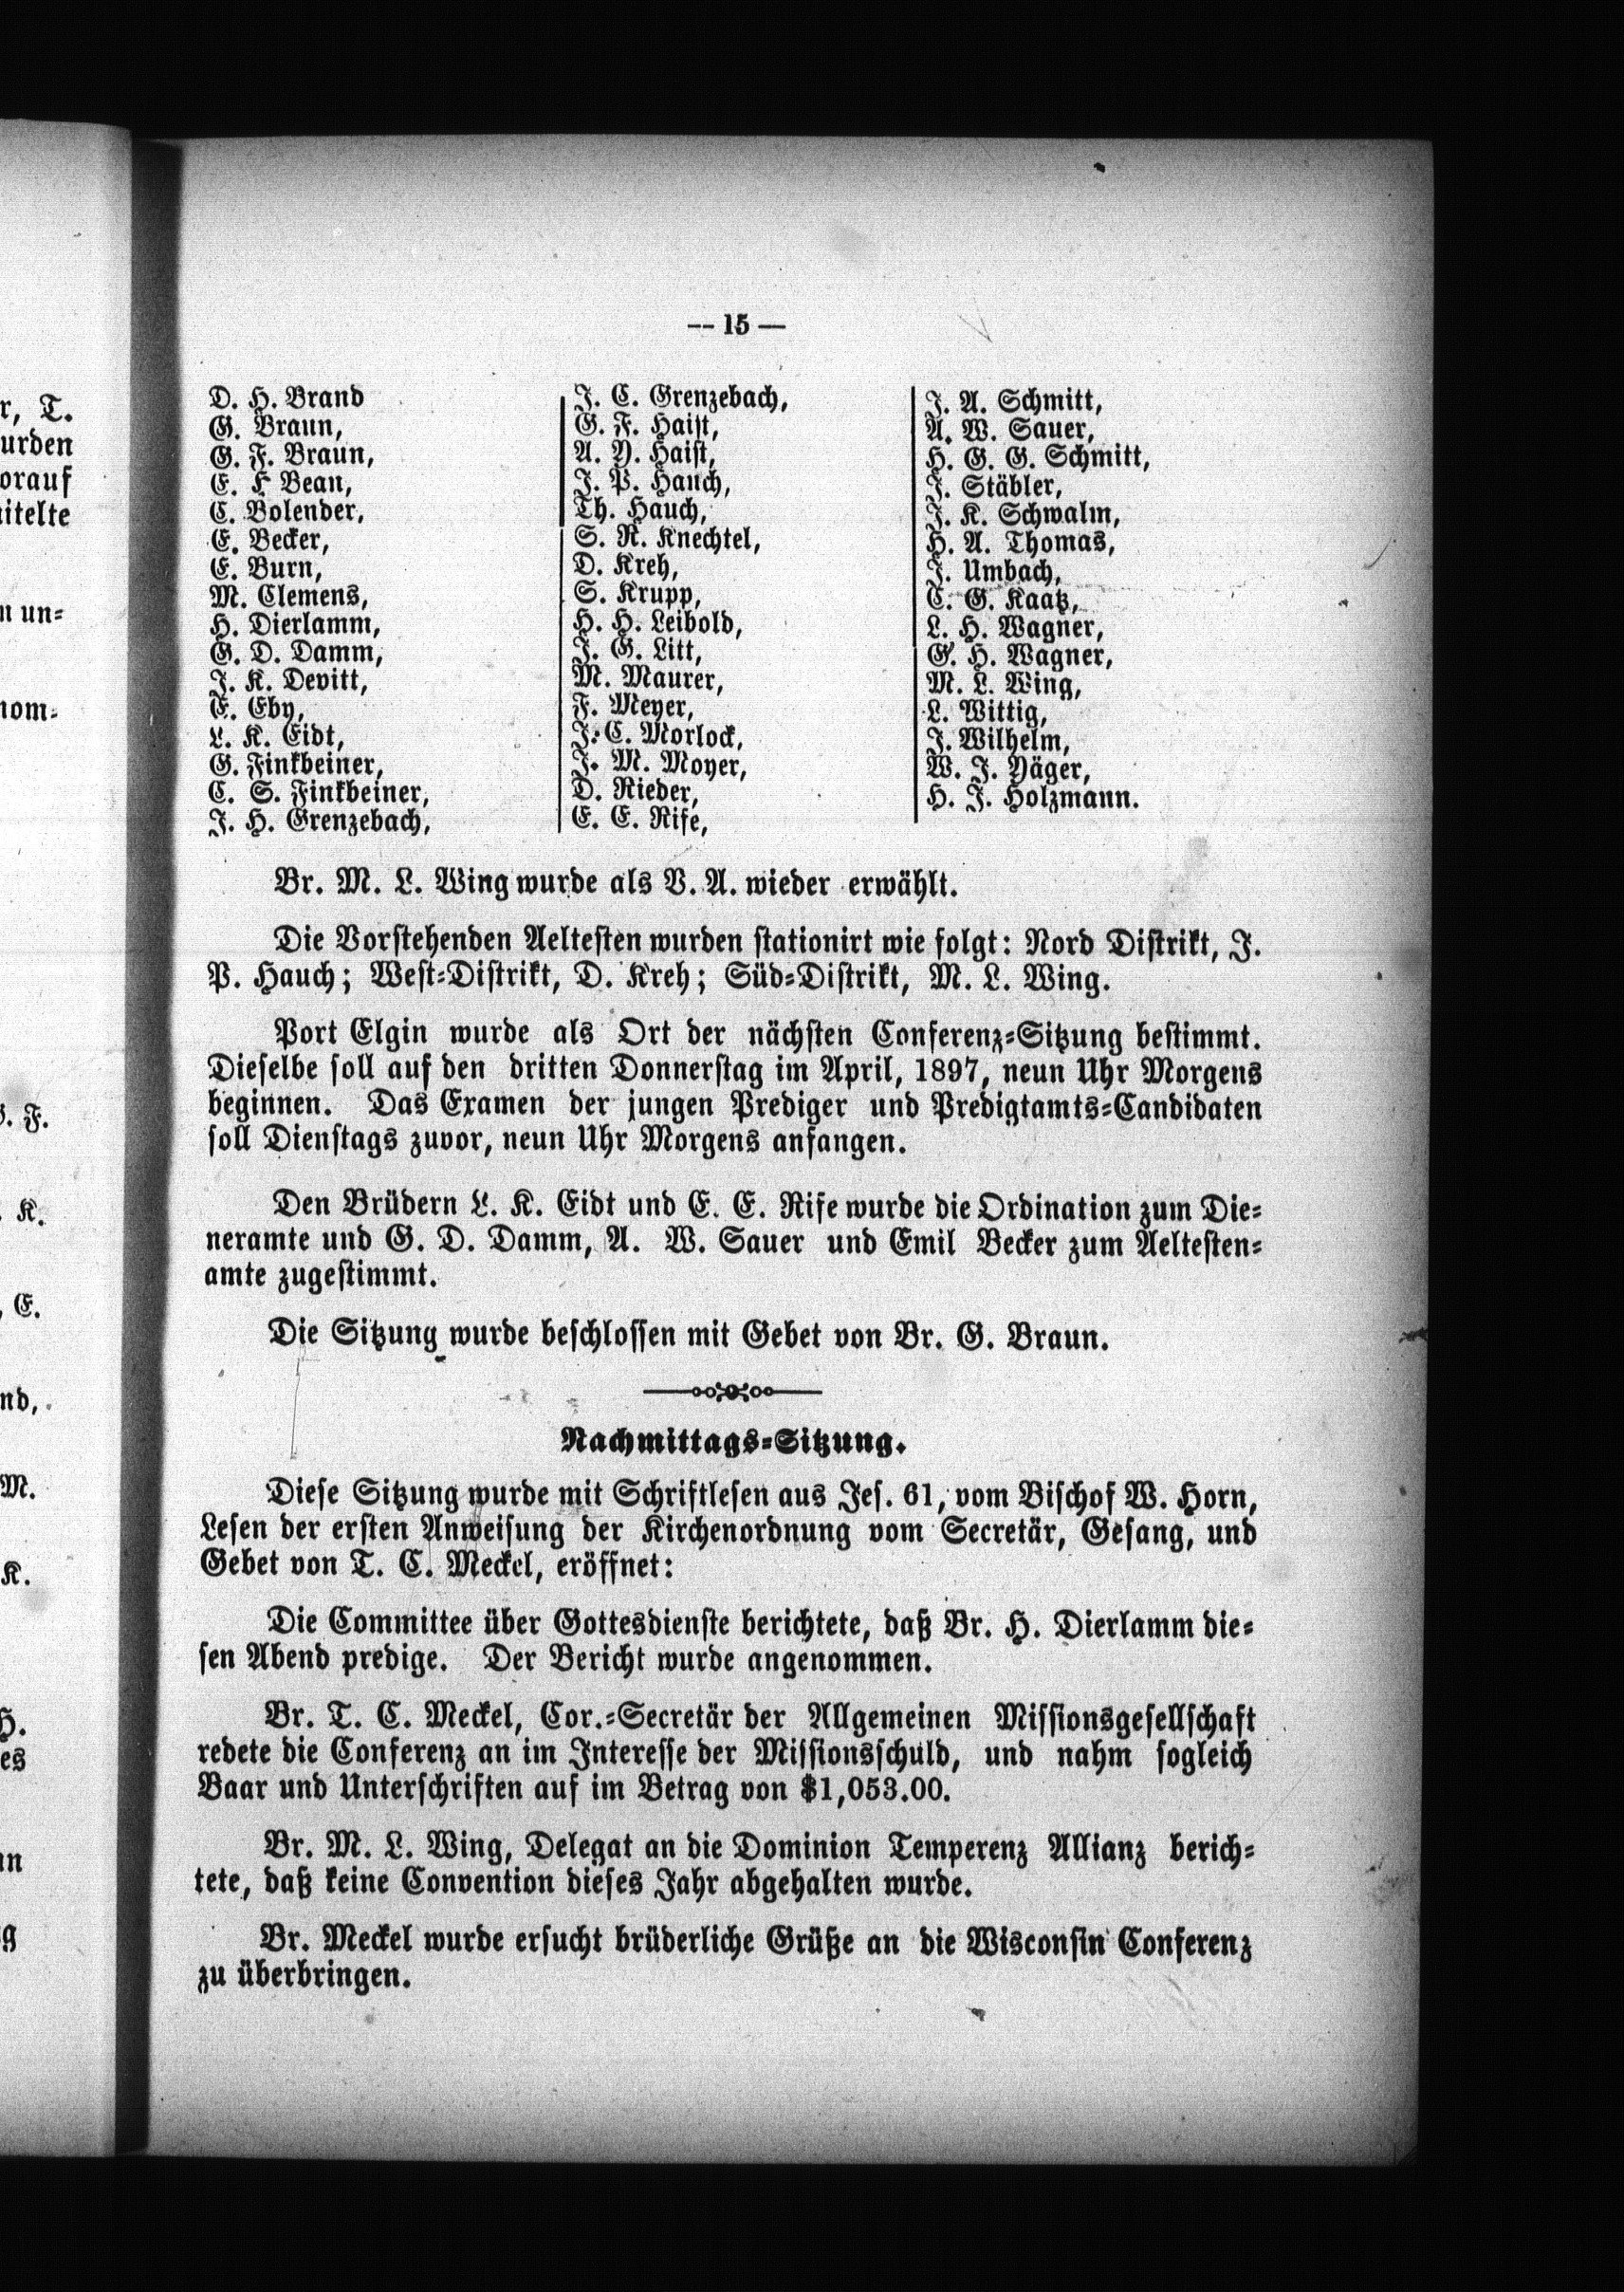 — 15 —
D. H. Brand
G. Braun,
G. F. Braun,
E. F Bean,
C. Bolender,
E. Becker,
E. Burn,
M. Clemens,
H. Dierlamm,
G. D. Damm,
J. K. Devitt,
E. Eby,
L. K. Eidt,
G. Finkbeiner,
C. S. Finkbeiner,
J. H. Grenzebach,
J. C. Grenzebach,
G. F. Haist,
A. Y. Haist,
J. P. Hauch,
Th. Hauch,
S. R. Knechtel,
D. Kreh,
S. Krupp,
H. H. Leibold,
J. G. Litt,
M. Maurer,
F. Meyer,
J. C. Morlock,
J. M. Moyer,
D. Rieder,
E. E. Rife,
J. A. Schmitt,
A. W. Sauer,
H. G. G. Schmitt,
J. Stäbler,
J. K. Schwalm,
H. A. Thomas,
J. Umbach,
C. G. Kaatz,
L. H. Wagner,
G. H. Wagner,
M. L. Wing,
L. Wittig,
J. Wilhelm,
W. J. Yäger,
H. J. Holzmann.
Br. M. L. Wing wurde als V. A. wieder erwählt.
Die Vorstehenden Aeltesten wurden stationirt wie folgt: Nord Distrikt, J.
P. Hauch; West-Distrikt, D. Kreh; Süd-Distrikt, M. L. Wing.
Port Elgin wurde als Ort der nächsten Conferenz-Sitzung bestimmt.
Dieselbe soll auf den dritten Donnerstag im April, 1897, neun Uhr Morgens
beginnen. Das Examen der jungen Prediger und Predigtamts-Candidaten
soll Dienstags zuvor, neun Uhr Morgens anfangen.
Den Brüdern L. K. Eidt und E. E. Rife wurde die Ordination zum Die-
neramte und G. D. Damm, A. W. Sauer und Emil Becker zum Aeltesten-
amte zugestimmt.
Die Sitzung wurde beschlossen mit Gebet von Br. G. Braun.
Nachmittags-Sitzung.
Diese Sitzung wurde mit Schriftlesen aus Jes. 61, vom Bischof W. Horn,
Lesen der ersten Anweisung der Kirchenordnung vom Secretär, Gesang, und
Gebet von T. C. Meckel, eröffnet:
Die Committee über Gottesdienste berichtete, daß Br. H. Dierlamm die-
sen Abend predige. Der Bericht wurde angenommen.
Br. T. C. Meckel, Cor.-Secretär der Allgemeinen Missionsgesellschaft
redete die Conferenz an im Interesse der Missionsschuld, und nahm sogleich
Baar und Unterschriften auf im Betrag von $1,053.00.
Br. M. L. Wing, Delegat an die Dominion Temperenz Allianz berich-
tete, daß keine Convention dieses Jahr abgehalten wurde.
Br. Meckel wurde ersucht brüderliche Grüße an die Wisconsin Conferenz
zu überbringen.